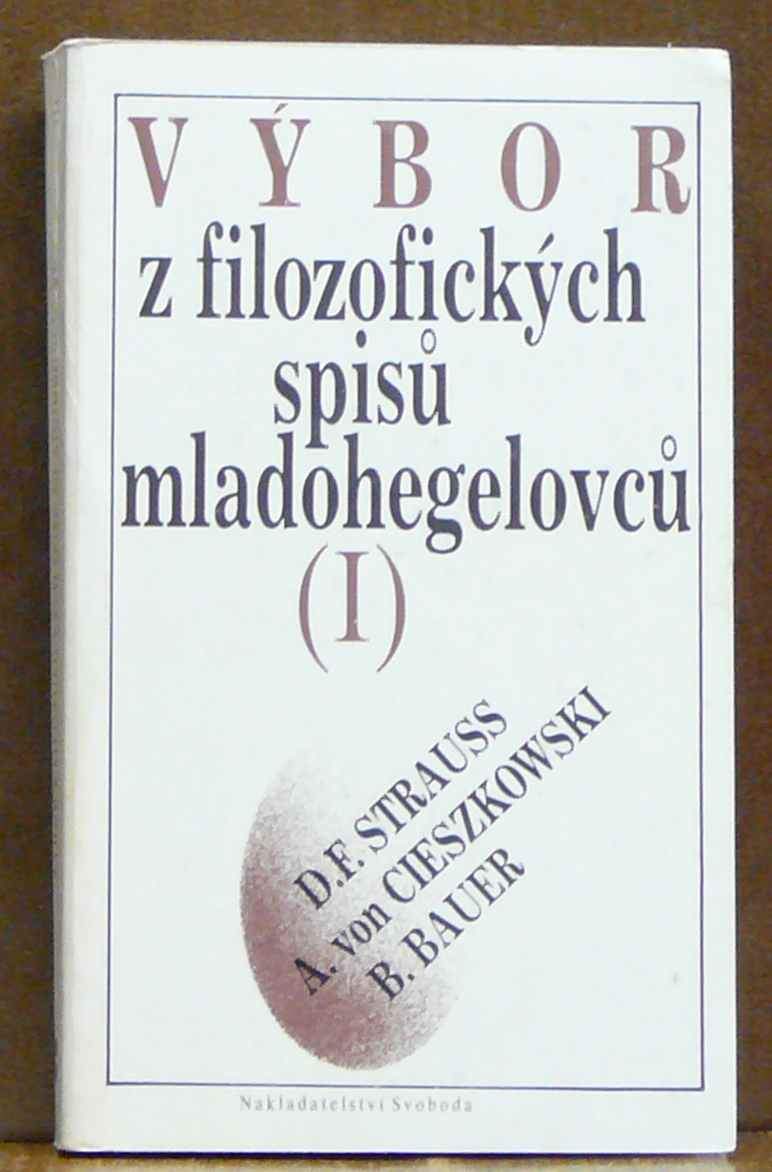 VÝBOR
z filozofických
spisů
mladohegelovců
(I)
D.F. STRAUSS
A. von CIESZKOWSKI
B. BAUER
Nakladatelství Svoboda